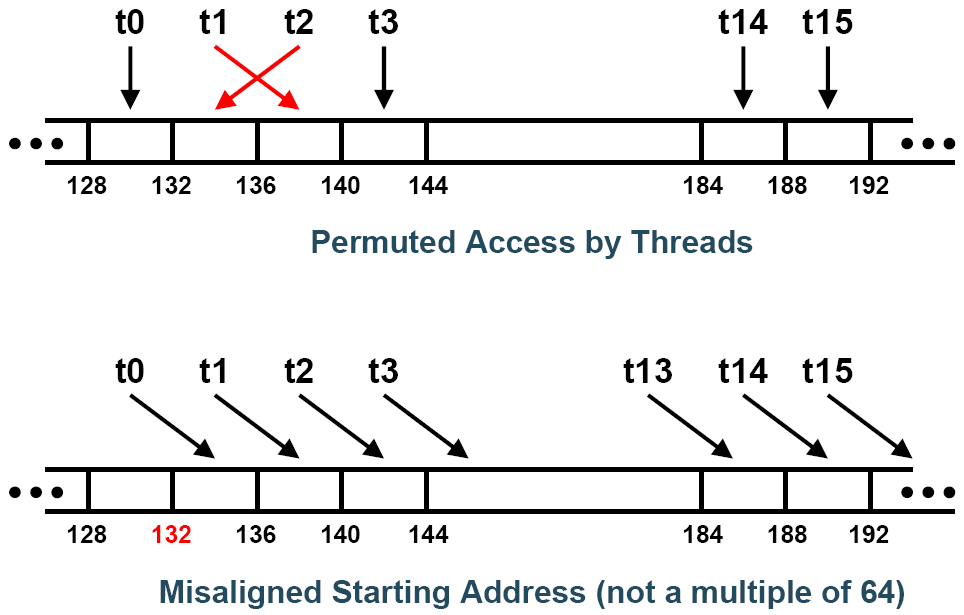 t0 t1 t2 t3 t14 t15
128 132 136 140 144 184 188 192
Permuted Access by Threads
t0 t1 t2 t3 t13 t14 t15
128 132 136 140 144 184 188 192
Misaligned Starting Address (not a multiple of 64)